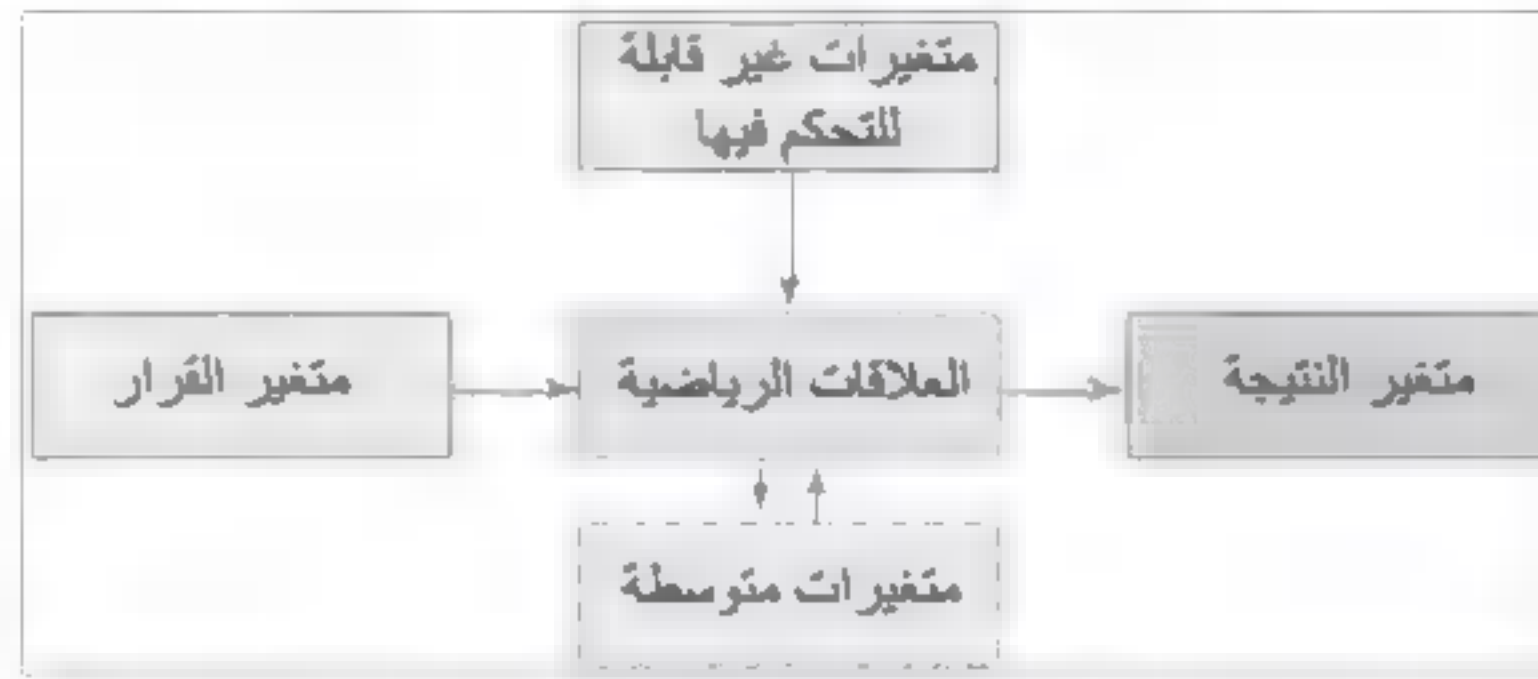 متغيرات غير قابلة
للتحكم فيها
متغير القرار
العلاقات الرياضية
متغير النتيجة
متغيرات متوسطة